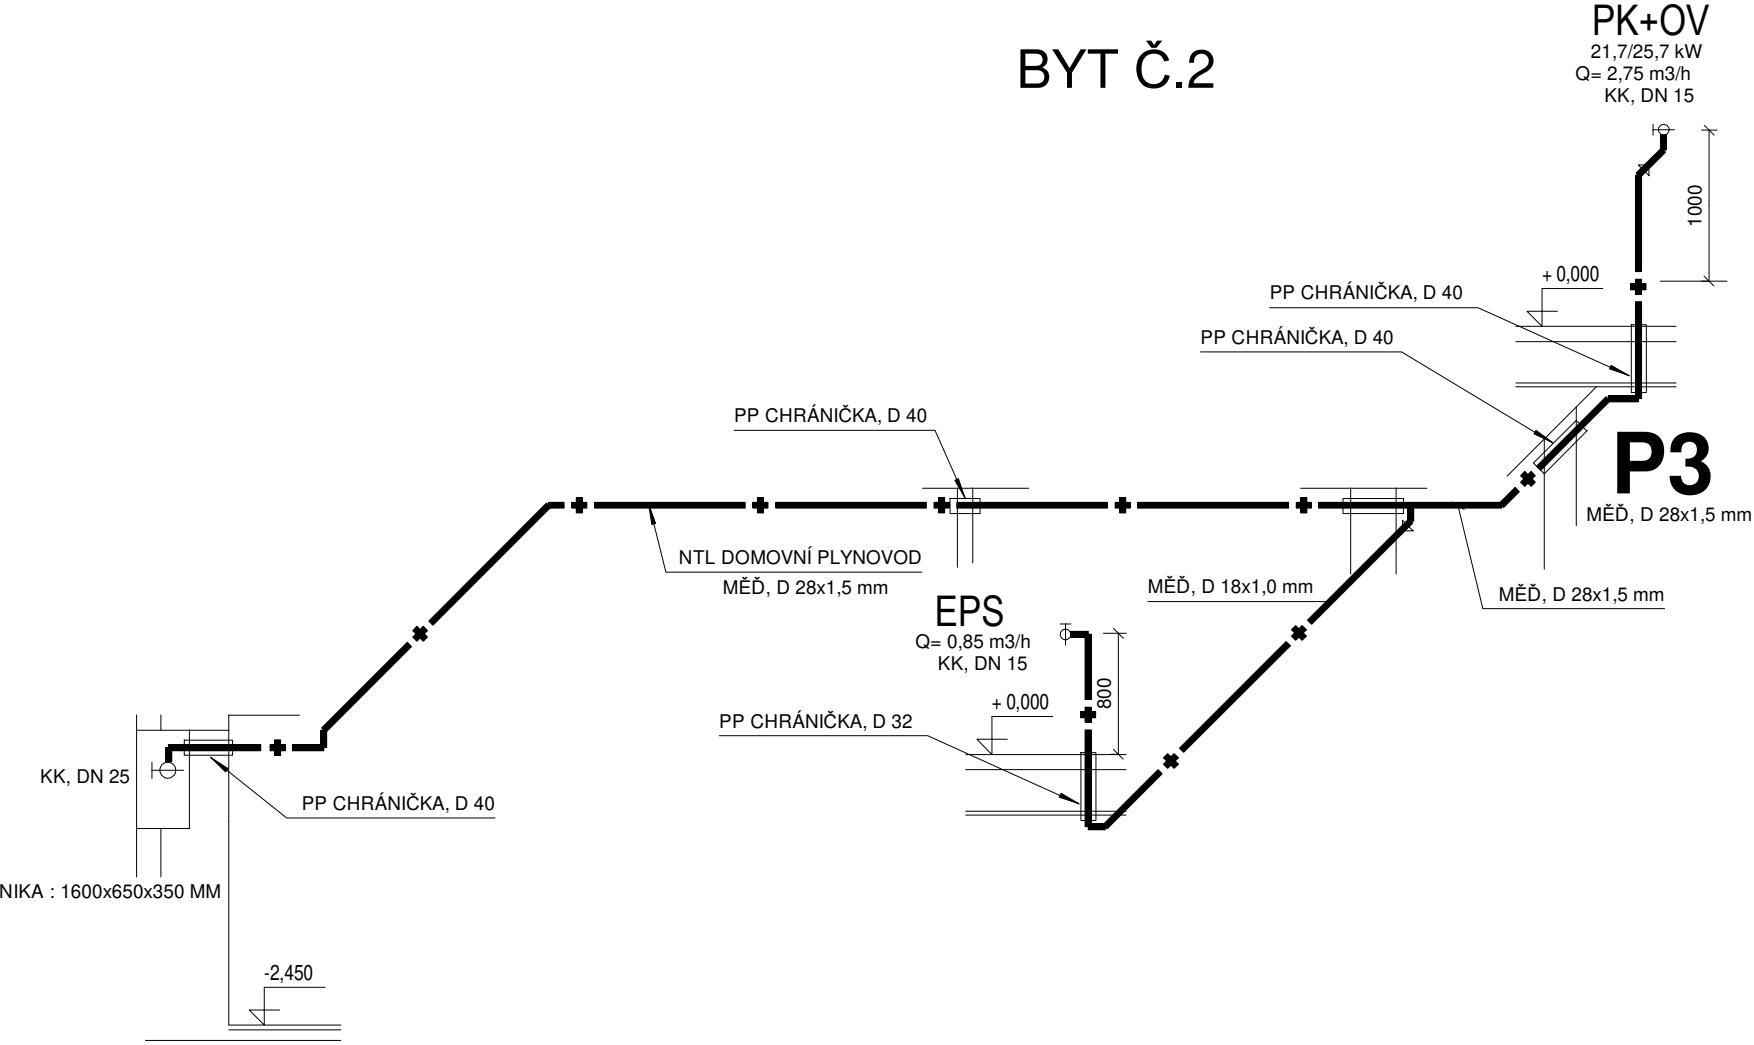 PK+OV
21,7/25,7 kW
Q= 2,75 m3/h
KK, DN 15
BYT Č.2
1000
+ 0,000
PP CHRÁNIČKA, D 40
PP CHRÁNIČKA, D 40
PP CHRÁNIČKA, D 40
P3
MĚĎ, D 28x1,5 mm
NTL DOMOVNÍ PLYNOVOD
MĚĎ, D 28x1,5 mm
MĚĎ, D 18x1,0 mm
MĚĎ, D 28x1,5 mm
EPS
Q= 0,85 m3/h
KK, DN 15
800
+ 0,000
PP CHRÁNIČKA, D 32
KK, DN 25
PP CHRÁNIČKA, D 40
NIKA : 1600x650x350 MM
-2,450